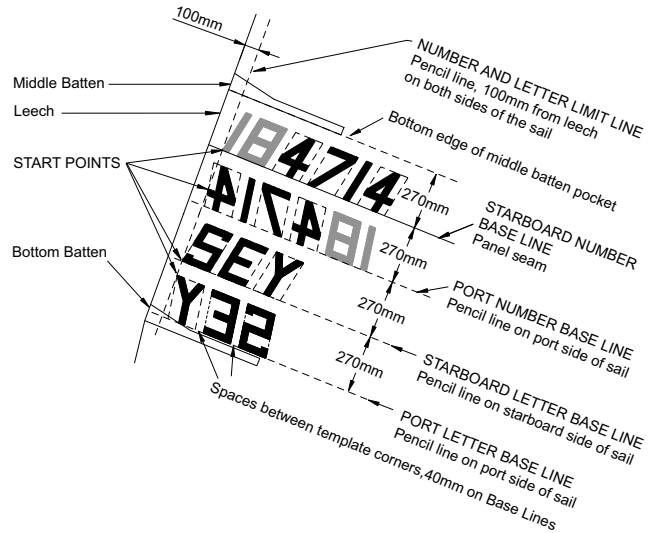 100mm
NUMBER AND LETTER LIMIT LINE
Pencil line, 100mm from leech
on both sides of the sail
Middle Batten
Leech
Bottom edge of middle batten pocket
START POINTS
184714
270mm
STARBOARD NUMBER
BASE LINE
Panel seam
184714
270mm
PORT NUMBER BASE LINE
Pencil line on port side of sail
Bottom Batten
SEY
270mm
STARBOARD LETTER BASE LINE
Pencil line on starboard side of sail
SEY
270mm
PORT LETTER BASE LINE
Pencil line on port side of sail
Spaces between template corners,40mm on Base Lines